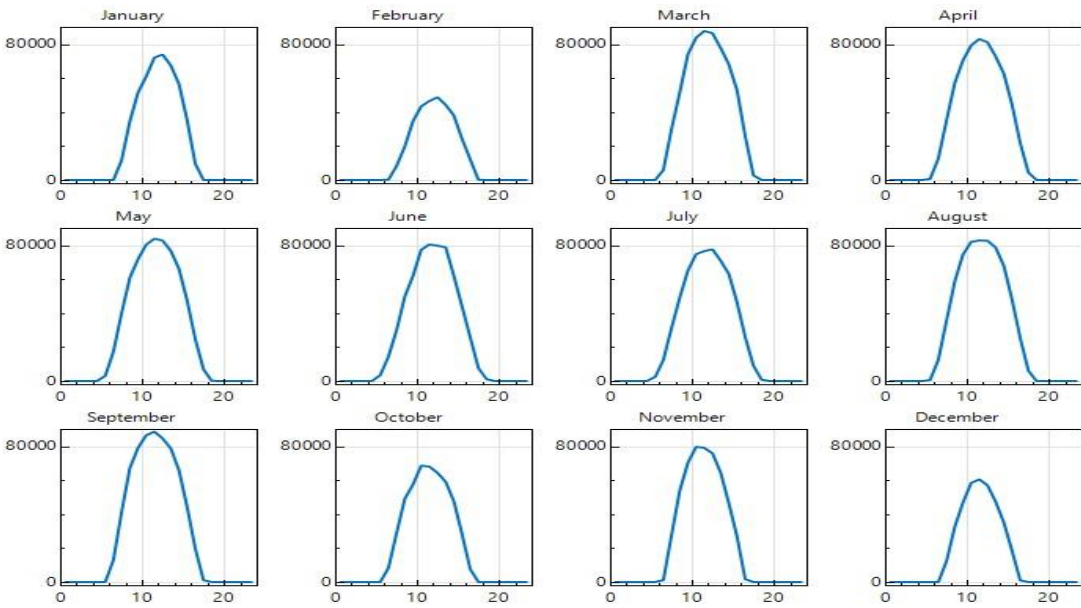 January February March April
80000 80000 80000 80000
0 0 0 0
0 10 20 0 10 20 0 10 20 0 10 20
May June July August
80000 80000 80000 80000
0 0 0 0
0 10 20 0 10 20 0 10 20 0 10 20
September October November December
80000 80000 80000 80000
0 0 0 0
0 10 20 0 10 20 0 10 20 0 10 20